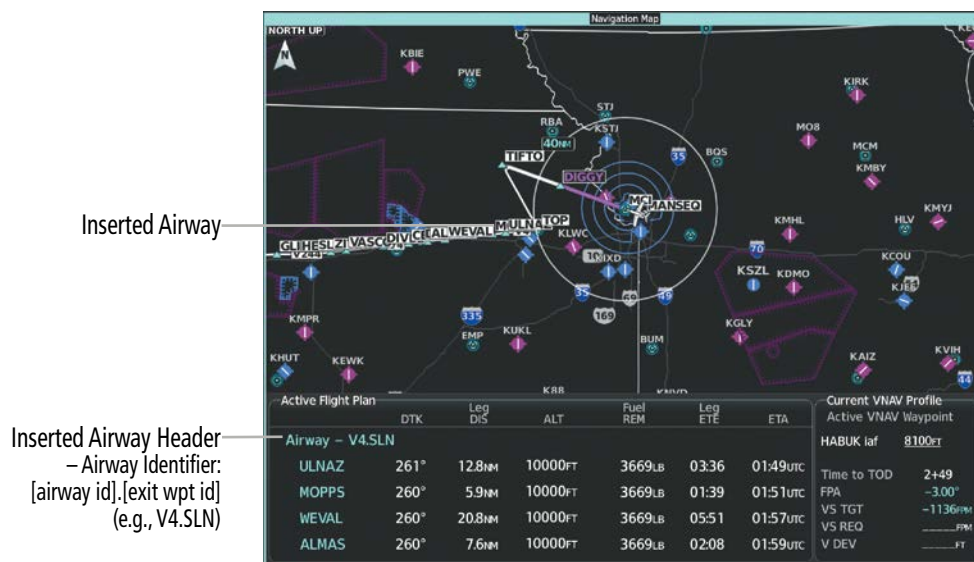 Navigation Map
NORTH UP
N
KBIE
PWE
KIRK
STJ
RBA
KSTJ
MO8
40NM
MCM
TIFTO
35
BQS
KMBY
DIGGY
MCI
MANSEQ
KMYJ
Inserted Airway
ULNAZ
TOP
WEVAL
KMHL
HLV
KLWC
70
V244
KCOU
KSZL
KDMO
35
69
49
KMPR
335
169
KGLY
EMP
KUKL
BUM
KHUT
KEWK
KAIZ
KVIH
44
K88
Active Flight Plan
DTK
Leg DIS
ALT
Fuel REM
Leg ETE
ETA
Inserted Airway Header
– Airway Identifier:
[airway id].[exit wpt id]
(e.g., V4.SLN)
Airway – V4.SLN
ULNAZ 261° 12.8NM 10000FT 3669LB 03:36 01:49UTC
MOPPS 260° 5.9NM 10000FT 3669LB 01:39 01:51UTC
WEVAL 260° 20.8NM 10000FT 3669LB 05:51 01:57UTC
ALMAS 260° 7.6NM 10000FT 3669LB 02:08 01:59UTC
Current VNAV Profile
Active VNAV Waypoint
HABUK iaf 8100FT
Time to TOD 2+49
FPA -3.00°
VS TGT -1136FPM
VS REQ _____FPM
V DEV _____FT